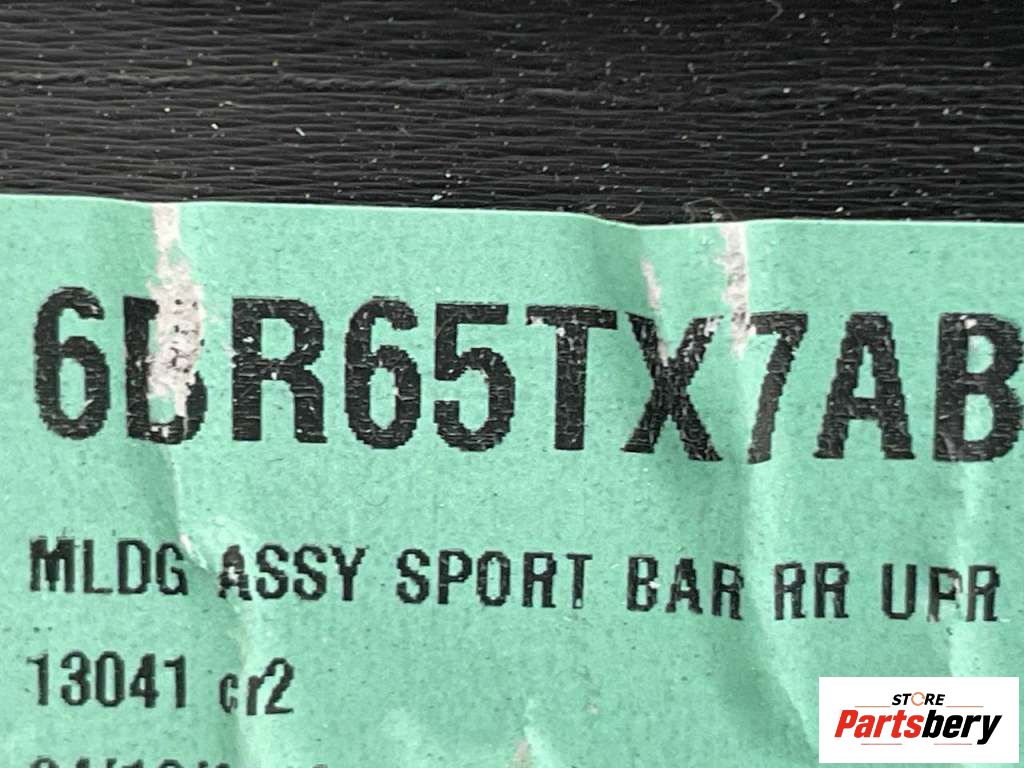 6BR65TX7AB
MLDG ASSY SPORT BAR RR UPR
13041 cr2
STORE
Partsbery